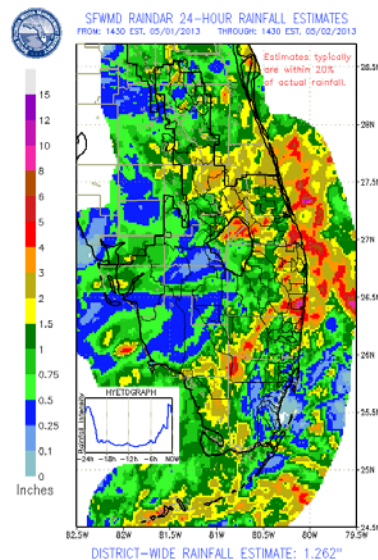 SFWMD RAINDAR 24-HOUR RAINFALL ESTIMATES
FROM: 1430 EST, 05/01/2013 THROUGH: 1430 EST, 05/02/2013
Estimates typically
are within 20%
of actual rainfall.
28.5N
28N
27.5N
27N
26.5N
26N
25.5N
25N
24.5N
15
12
10
8
6
5
4
3
2
1.5
1
0.75
0.5
0.25
0.1
0
Inches
HYETOGRAPH
Rainfall Intensity
-24h -18h -12h -6h NOW
82.5W 82W 81.5W 81W 80.5W 80W 79.5W
DISTRICT-WIDE RAINFALL ESTIMATE: 1.262"